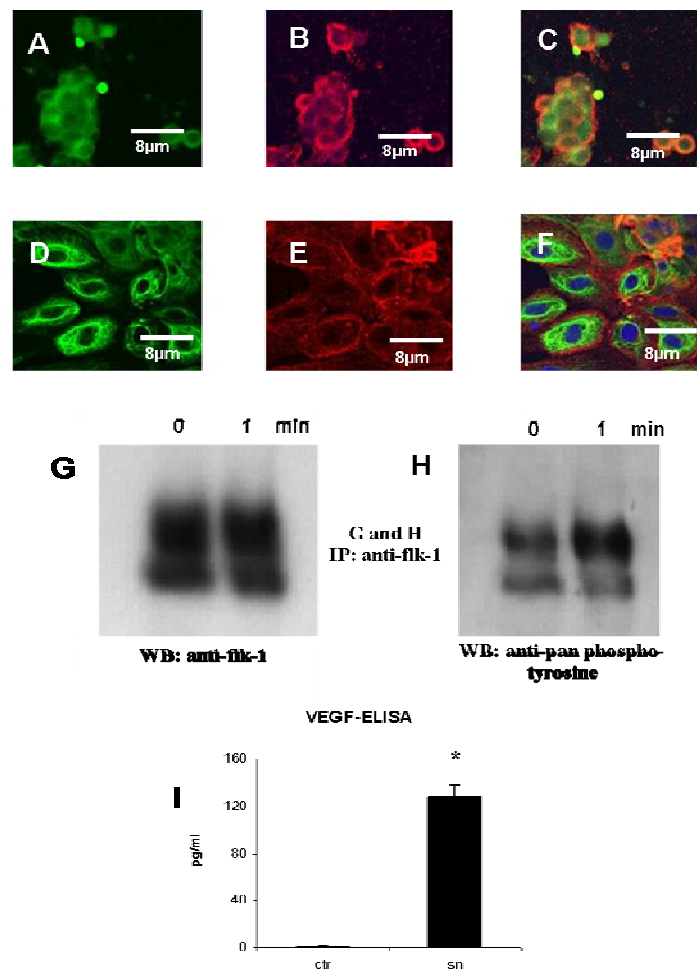 A
B
C
8µm
8µm
8µm
D
E
F
8µm
8µm
8µm
0 1 min
0 1 min
G
H
G and H
IP: anti-flk-1
WB: anti-flk-1
WB: anti-pan phospho-
tyrosine
VEGF-ELISA
I
pg/ml
160
120
80
40
0
*
ctr
sn